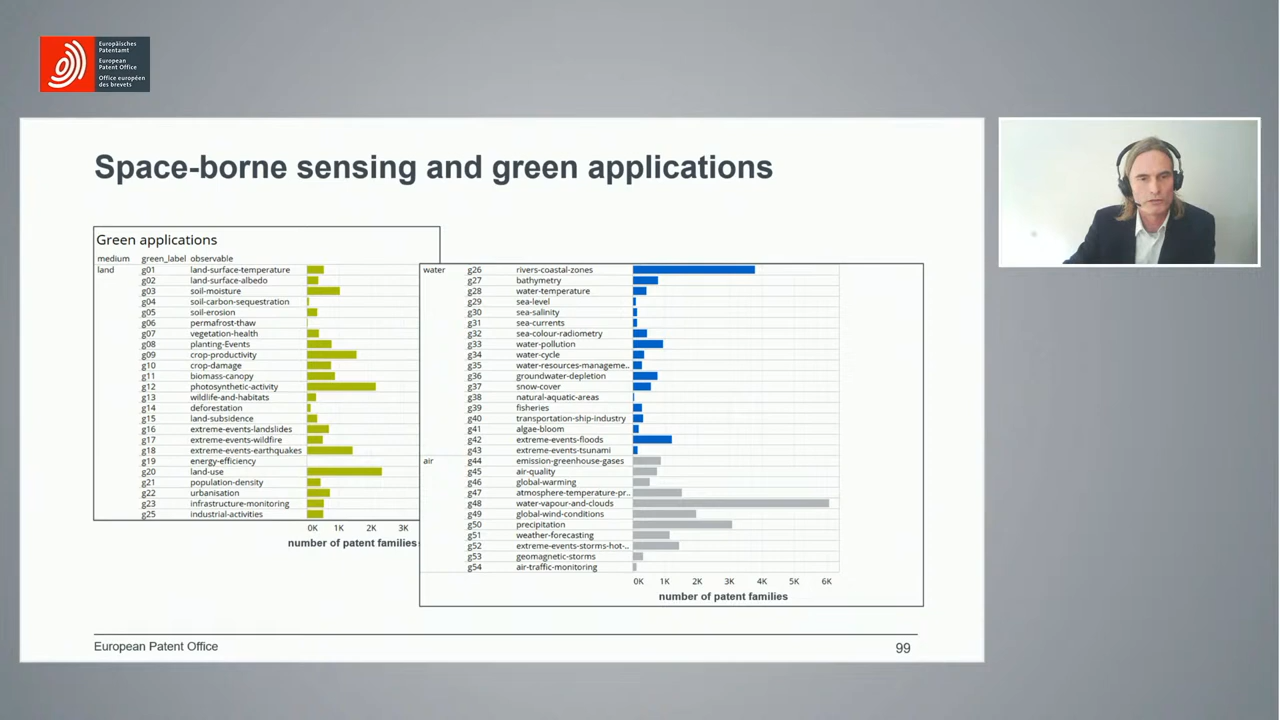 Europäisches
Patentamt
European
Patent Office
Office européen
des brevets
Space-borne sensing and green applications
Green applications
medium green_label observable
land g01 land-surface-temperature
g02 land-surface-albedo
g03 soil-moisture
g04 soil-carbon-sequestration
g05 soil-erosion
g06 permafrost-thaw
g07 vegetation-health
g08 planting-Events
g09 crop-productivity
g10 crop-damage
g11 biomass-canopy
g12 photosynthetic-activity
g13 wildlife-and-habitats
g14 deforestation
g15 land-subsidence
g16 extreme-events-landslides
g17 extreme-events-wildfire
g18 extreme-events-earthquakes
g19 energy-efficiency
g20 land-use
g21 population-density
g22 urbanisation
g23 infrastructure-monitoring
g25 industrial-activities
0K 1K 2K 3K
number of patent families
water g26 rivers-coastal-zones
g27 bathymetry
g28 water-temperature
g29 sea-level
g30 sea-salinity
g31 sea-currents
g32 sea-colour-radiometry
g33 water-pollution
g34 water-cycle
g35 water-resources-manageme..
g36 groundwater-depletion
g37 snow-cover
g38 natural-aquatic-areas
g39 fisheries
g40 transportation-ship-industry
g41 algae-bloom
g42 extreme-events-floods
g43 extreme-events-tsunami
air g44 emission-greenhouse-gases
g45 air-quality
g46 global-warming
g47 atmosphere-temperature-pr..
g48 water-vapour-and-clouds
g49 global-wind-conditions
g50 precipitation
g51 weather-forecasting
g52 extreme-events-storms-hot-..
g53 geomagnetic-storms
g54 air-traffic-monitoring
0K 1K 2K 3K 4K 5K 6K
number of patent families
European Patent Office
99